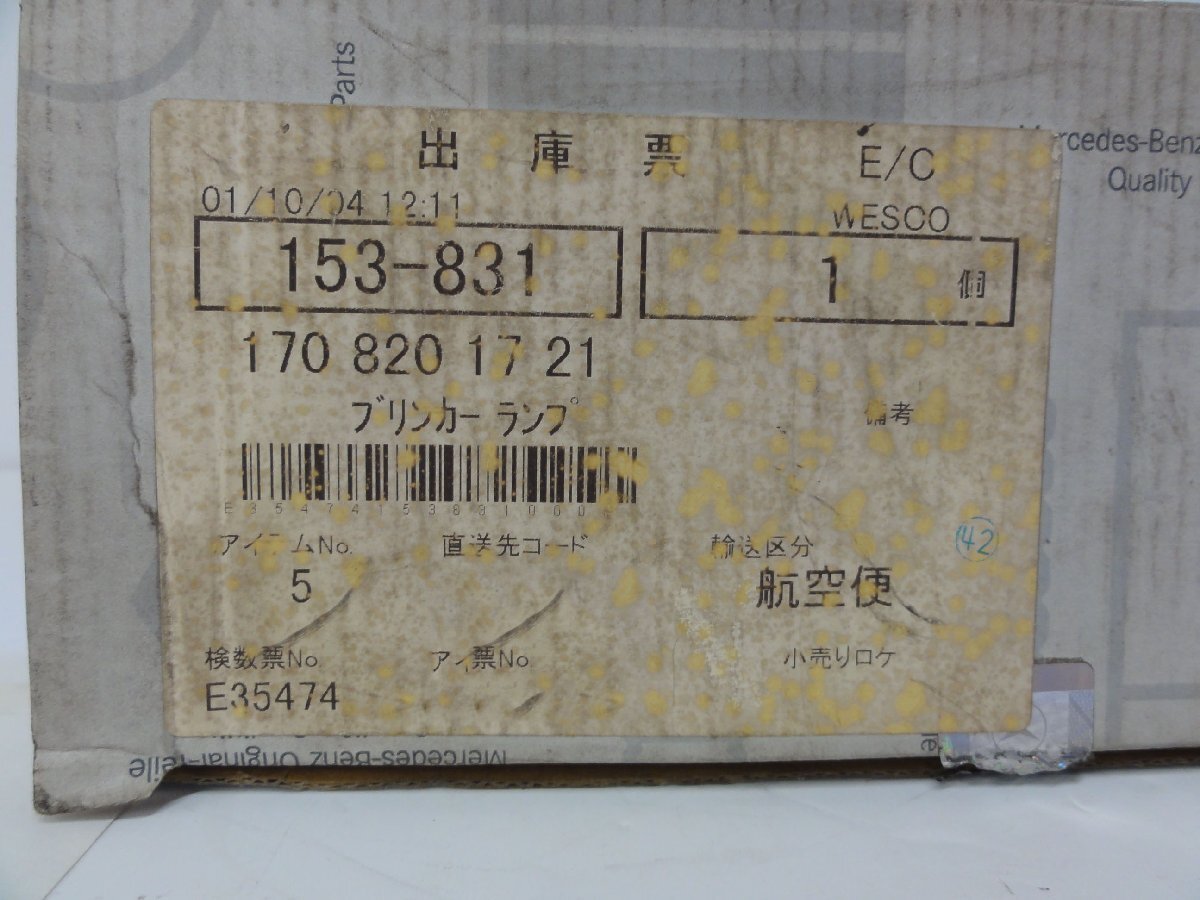 Parts
rcedes-Benz
Quality
出庫票 E/C
01/10/04 12:11 WESCO
153-831 1 個
170 820 17 21
ブリンカー ランプ 備考
アイテムNo. 直送先コード 輸送区分 42
5 航空便
検数票No. アイ票No. 小売りロケ
E35474
Mercedes-Benz Original-Teile